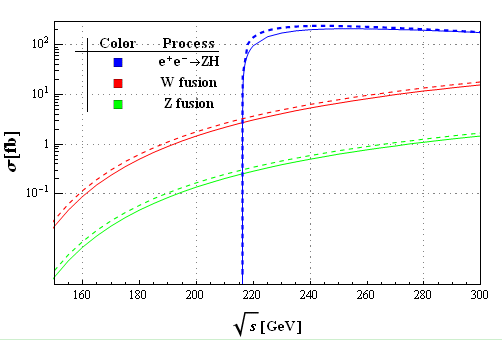 10²
10¹
1
10⁻¹
σ[fb]
Color Process
e⁺e⁻→ZH
W fusion
Z fusion
160 180 200 220 240 260 280 300
√s [GeV]